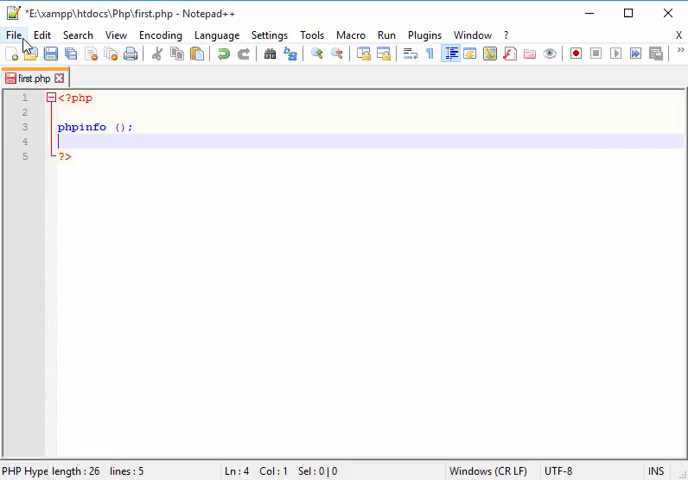 *E:\xampp\htdocs\Php\first.php - Notepad++
File Edit Search View Encoding Language Settings Tools Macro Run Plugins Window ? X
first.php
1 <?php
2
3 phpinfo ();
4
5 ?>
PHP Hype length : 26 lines : 5 Ln : 4 Col : 1 Sel : 0 | 0 Windows (CR LF) UTF-8 INS